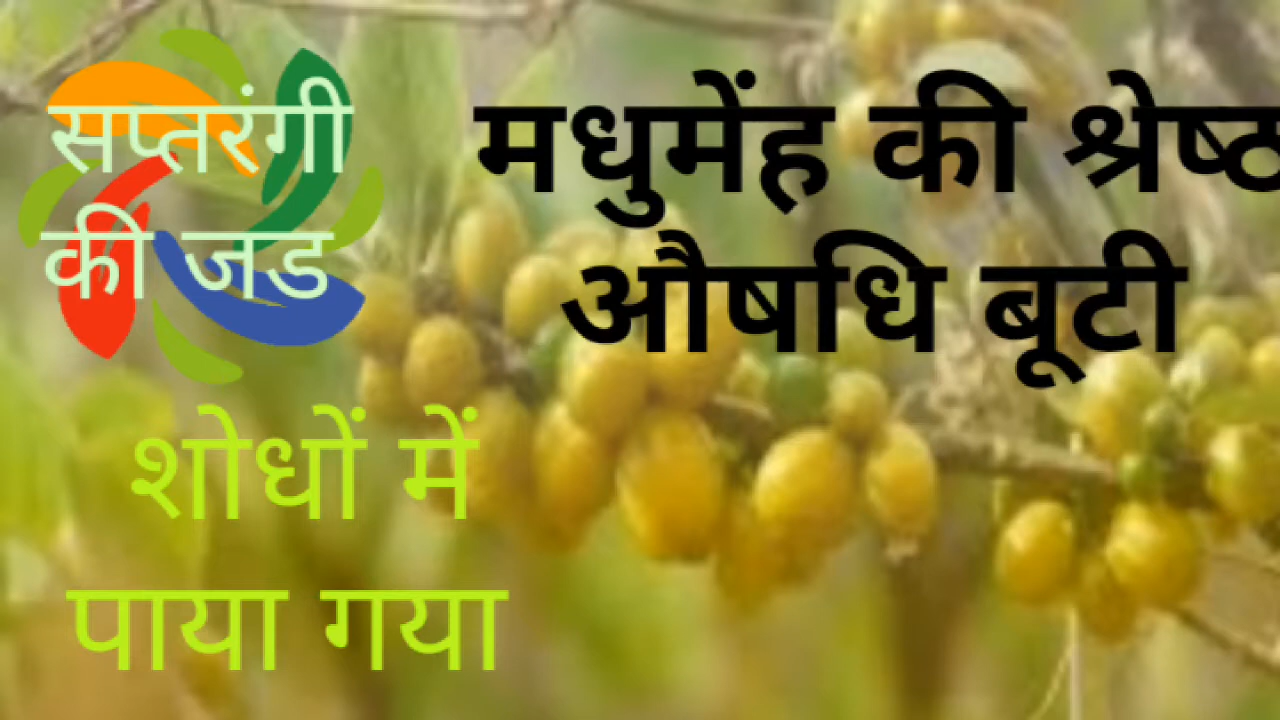 सप्तरंगी
की जड
मधुमेंह की श्रेष्ठ
औषधि बूटी
शोधों में
पाया गया